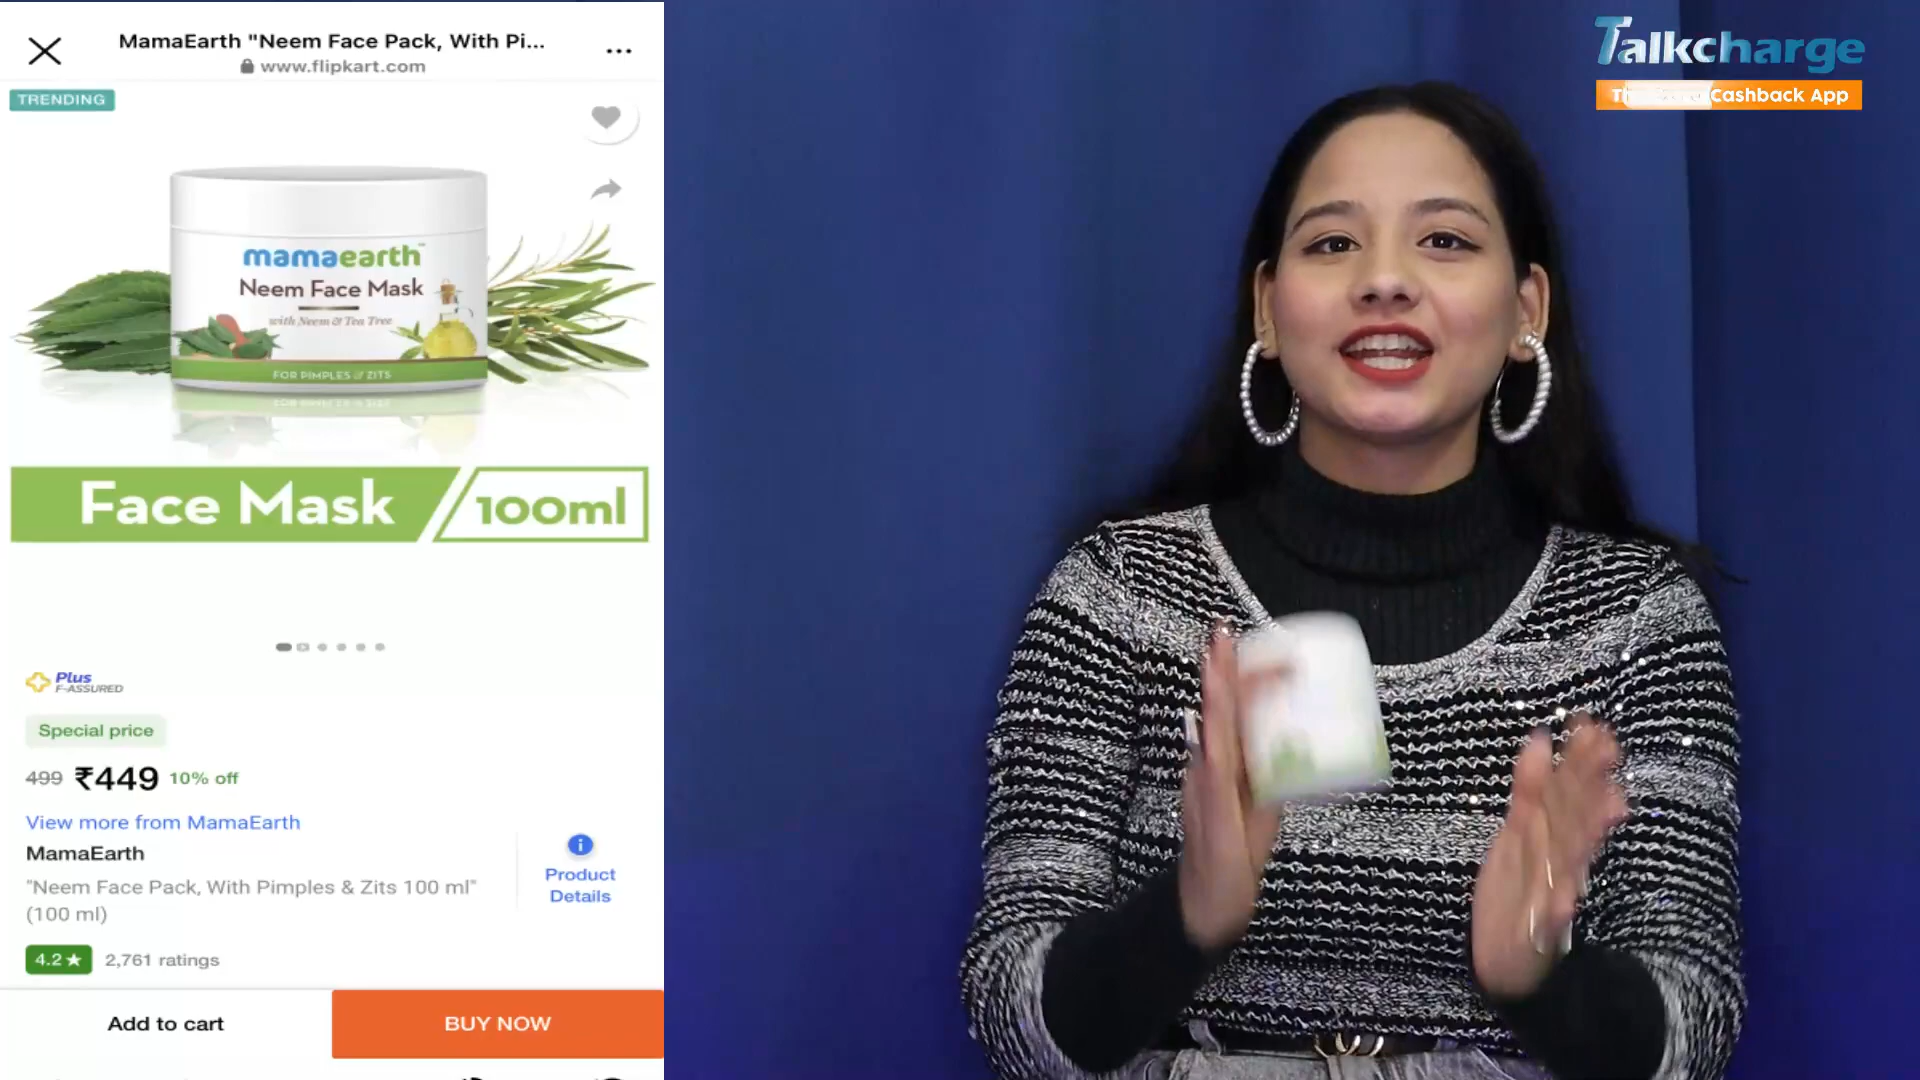 MamaEarth "Neem Face Pack, With Pi...
www.flipkart.com
TRENDING
mamaearth
Neem Face Mask
with Neem & Tea Tree
FOR PIMPLES & ZITS
Face Mask 100ml
Plus
F-ASSURED
Special price
499 ₹449 10% off
View more from MamaEarth
MamaEarth
"Neem Face Pack, With Pimples & Zits 100 ml"
(100 ml)
Product
Details
4.2★ 2,761 ratings
Add to cart
BUY NOW
Talkcharge
Cashback App